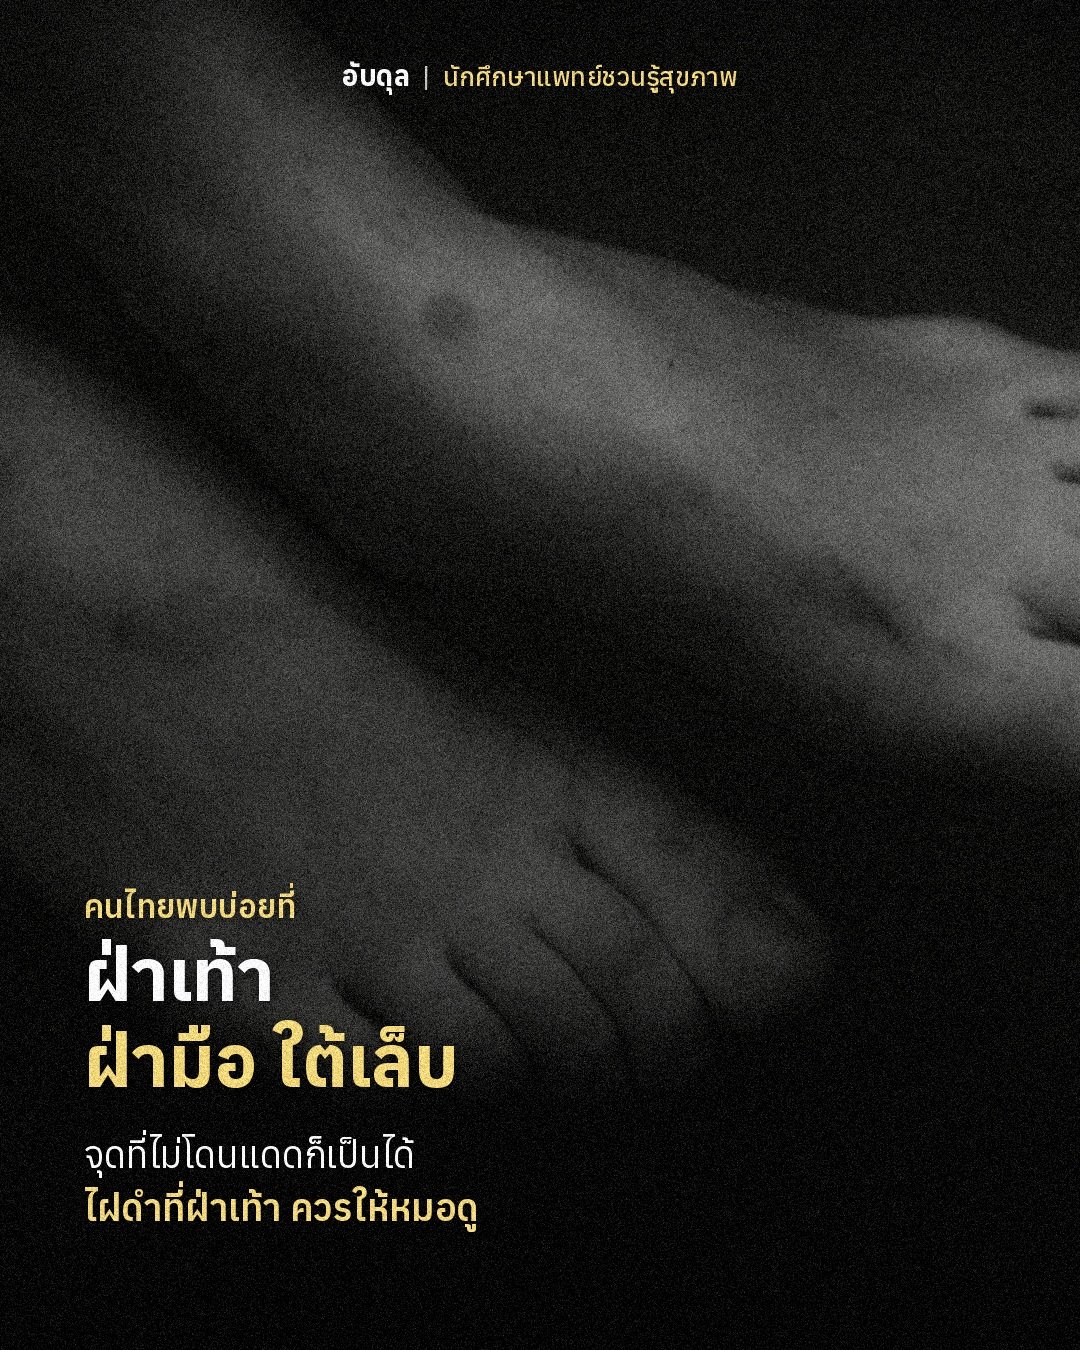 อับดุล | นักศึกษาแพทย์ชวนรู้สุขภาพ
คนไทยพบบ่อยที่
ฝ่าเท้า
ฝ่ามือ ใต้เล็บ
จุดที่ไม่โดนแดดก็เป็นได้
ไฝดำที่ฝ่าเท้า ควรให้หมอดู